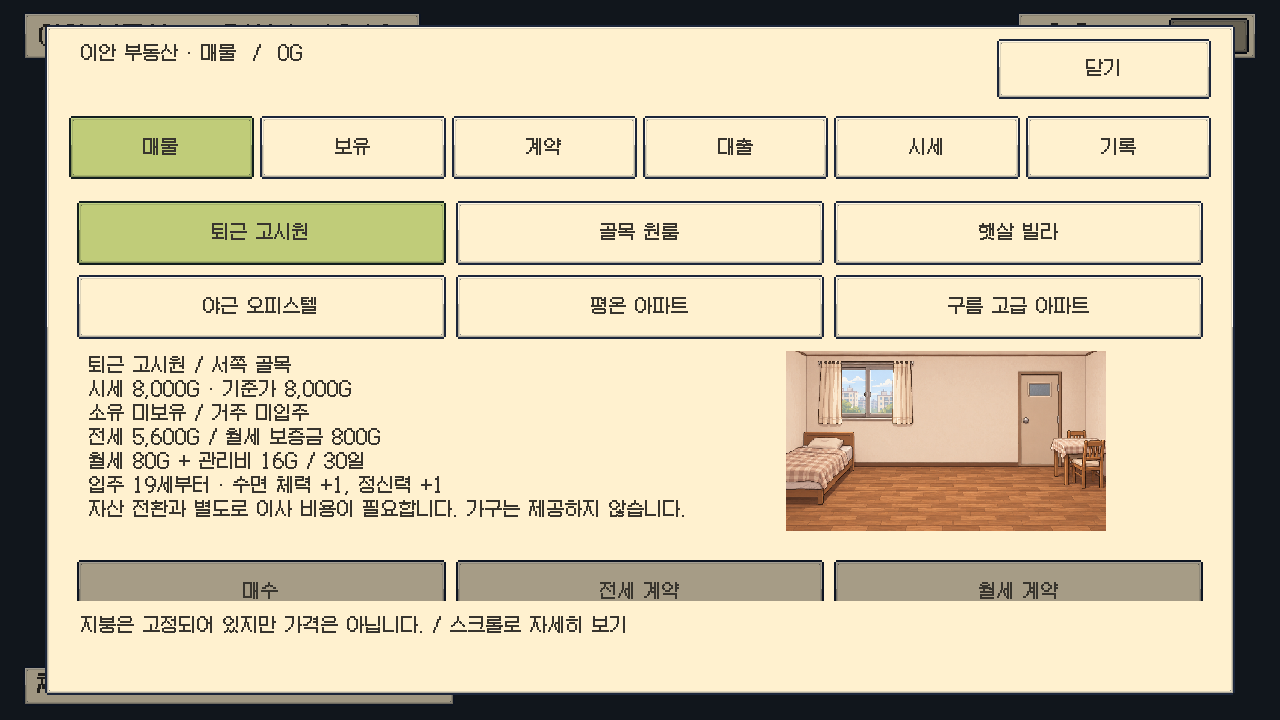 이안 부동산 · 매물 / 0G
닫기
매물
보유
계약
대출
시세
기록
퇴근 고시원
골목 원룸
햇살 빌라
야근 오피스텔
평온 아파트
구름 고급 아파트
퇴근 고시원 / 서쪽 골목
시세 8,000G · 기준가 8,000G
소유 미보유 / 거주 미입주
전세 5,600G / 월세 보증금 800G
월세 80G + 관리비 16G / 30일
입주 19세부터 · 수면 체력 +1, 정신력 +1
자산 전환과 별도로 이사 비용이 필요합니다. 가구는 제공하지 않습니다.
매수
전세 계약
월세 계약
지붕은 고정되어 있지만 가격은 아닙니다. / 스크롤로 자세히 보기